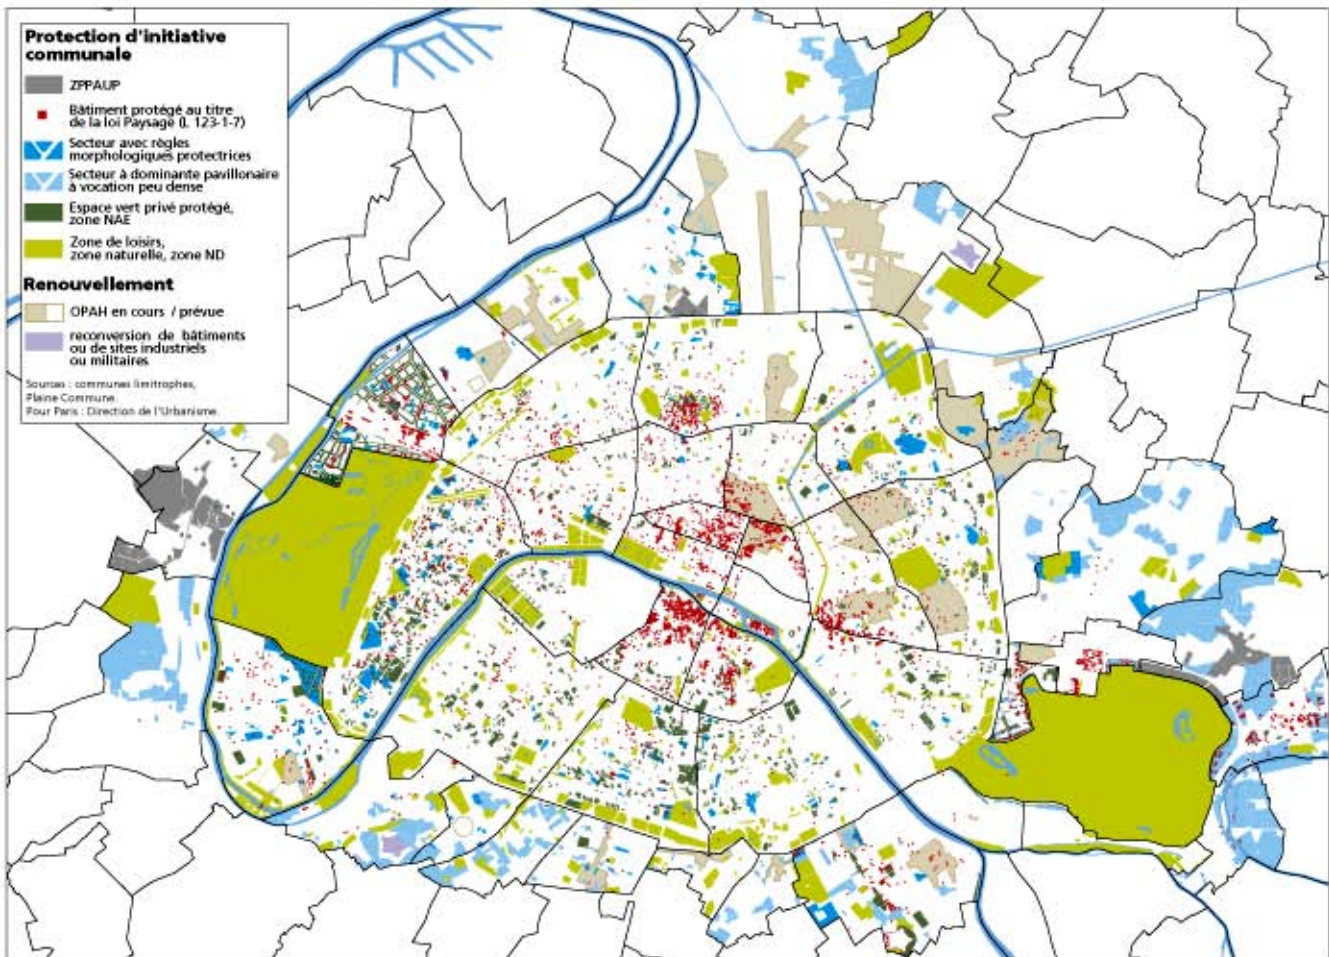 Protection d'initiative
communale
ZPPAUP
Bâtiment protégé au titre
de la loi Paysage (L 123-1-7)
Secteur avec règles
morphologiques protectrices
Secteur à dominante pavillonaire
à vocation peu dense
Espace vert privé protégé,
zone NAE
Zone de loisirs,
zone naturelle, zone ND
Renouvellement
OPAH en cours / prévue
reconversion de bâtiments
ou de sites industriels
ou militaires
Sources : communes limitrophes,
Plaine Commune
Pour Paris : Direction de l'Urbanisme